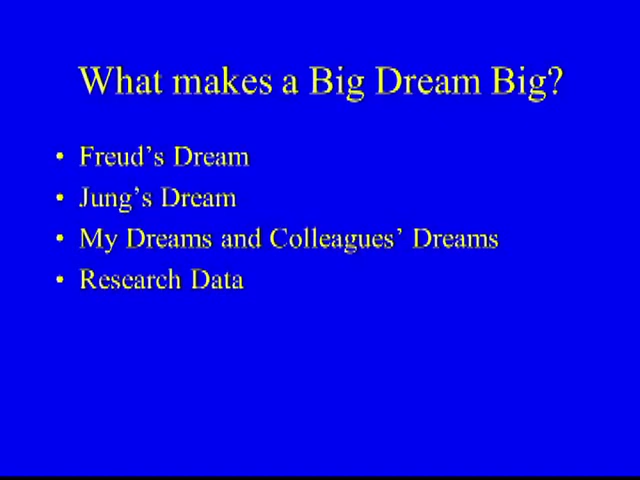 What makes a Big Dream Big?
• Freud's Dream
• Jung's Dream
• My Dreams and Colleagues' Dreams
• Research Data